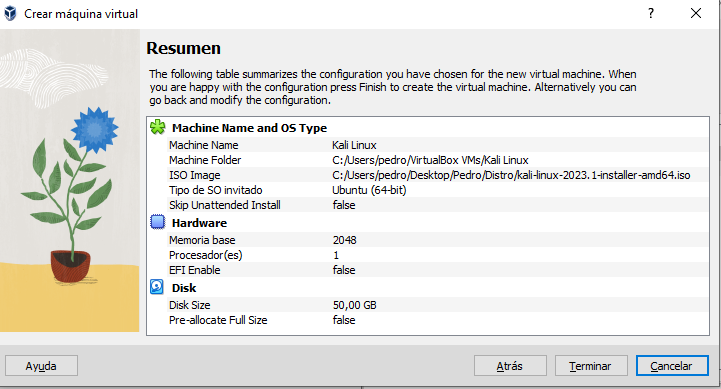 Crear máquina virtual
Resumen
The following table summarizes the configuration you have chosen for the new virtual machine. When
you are happy with the configuration press Finish to create the virtual machine. Alternatively you can
go back and modify the configuration.
Machine Name and OS Type
Machine Name Kali Linux
Machine Folder C:/Users/pedro/VirtualBox VMs/Kali Linux
ISO Image C:/Users/pedro/Desktop/Pedro/Distro/kali-linux-2023.1-installer-amd64.iso
Tipo de SO invitado Ubuntu (64-bit)
Skip Unattended Install false
Hardware
Memoria base 2048
Procesador(es) 1
EFI Enable false
Disk
Disk Size 50,00 GB
Pre-allocate Full Size false
Ayuda Atrás Terminar Cancelar